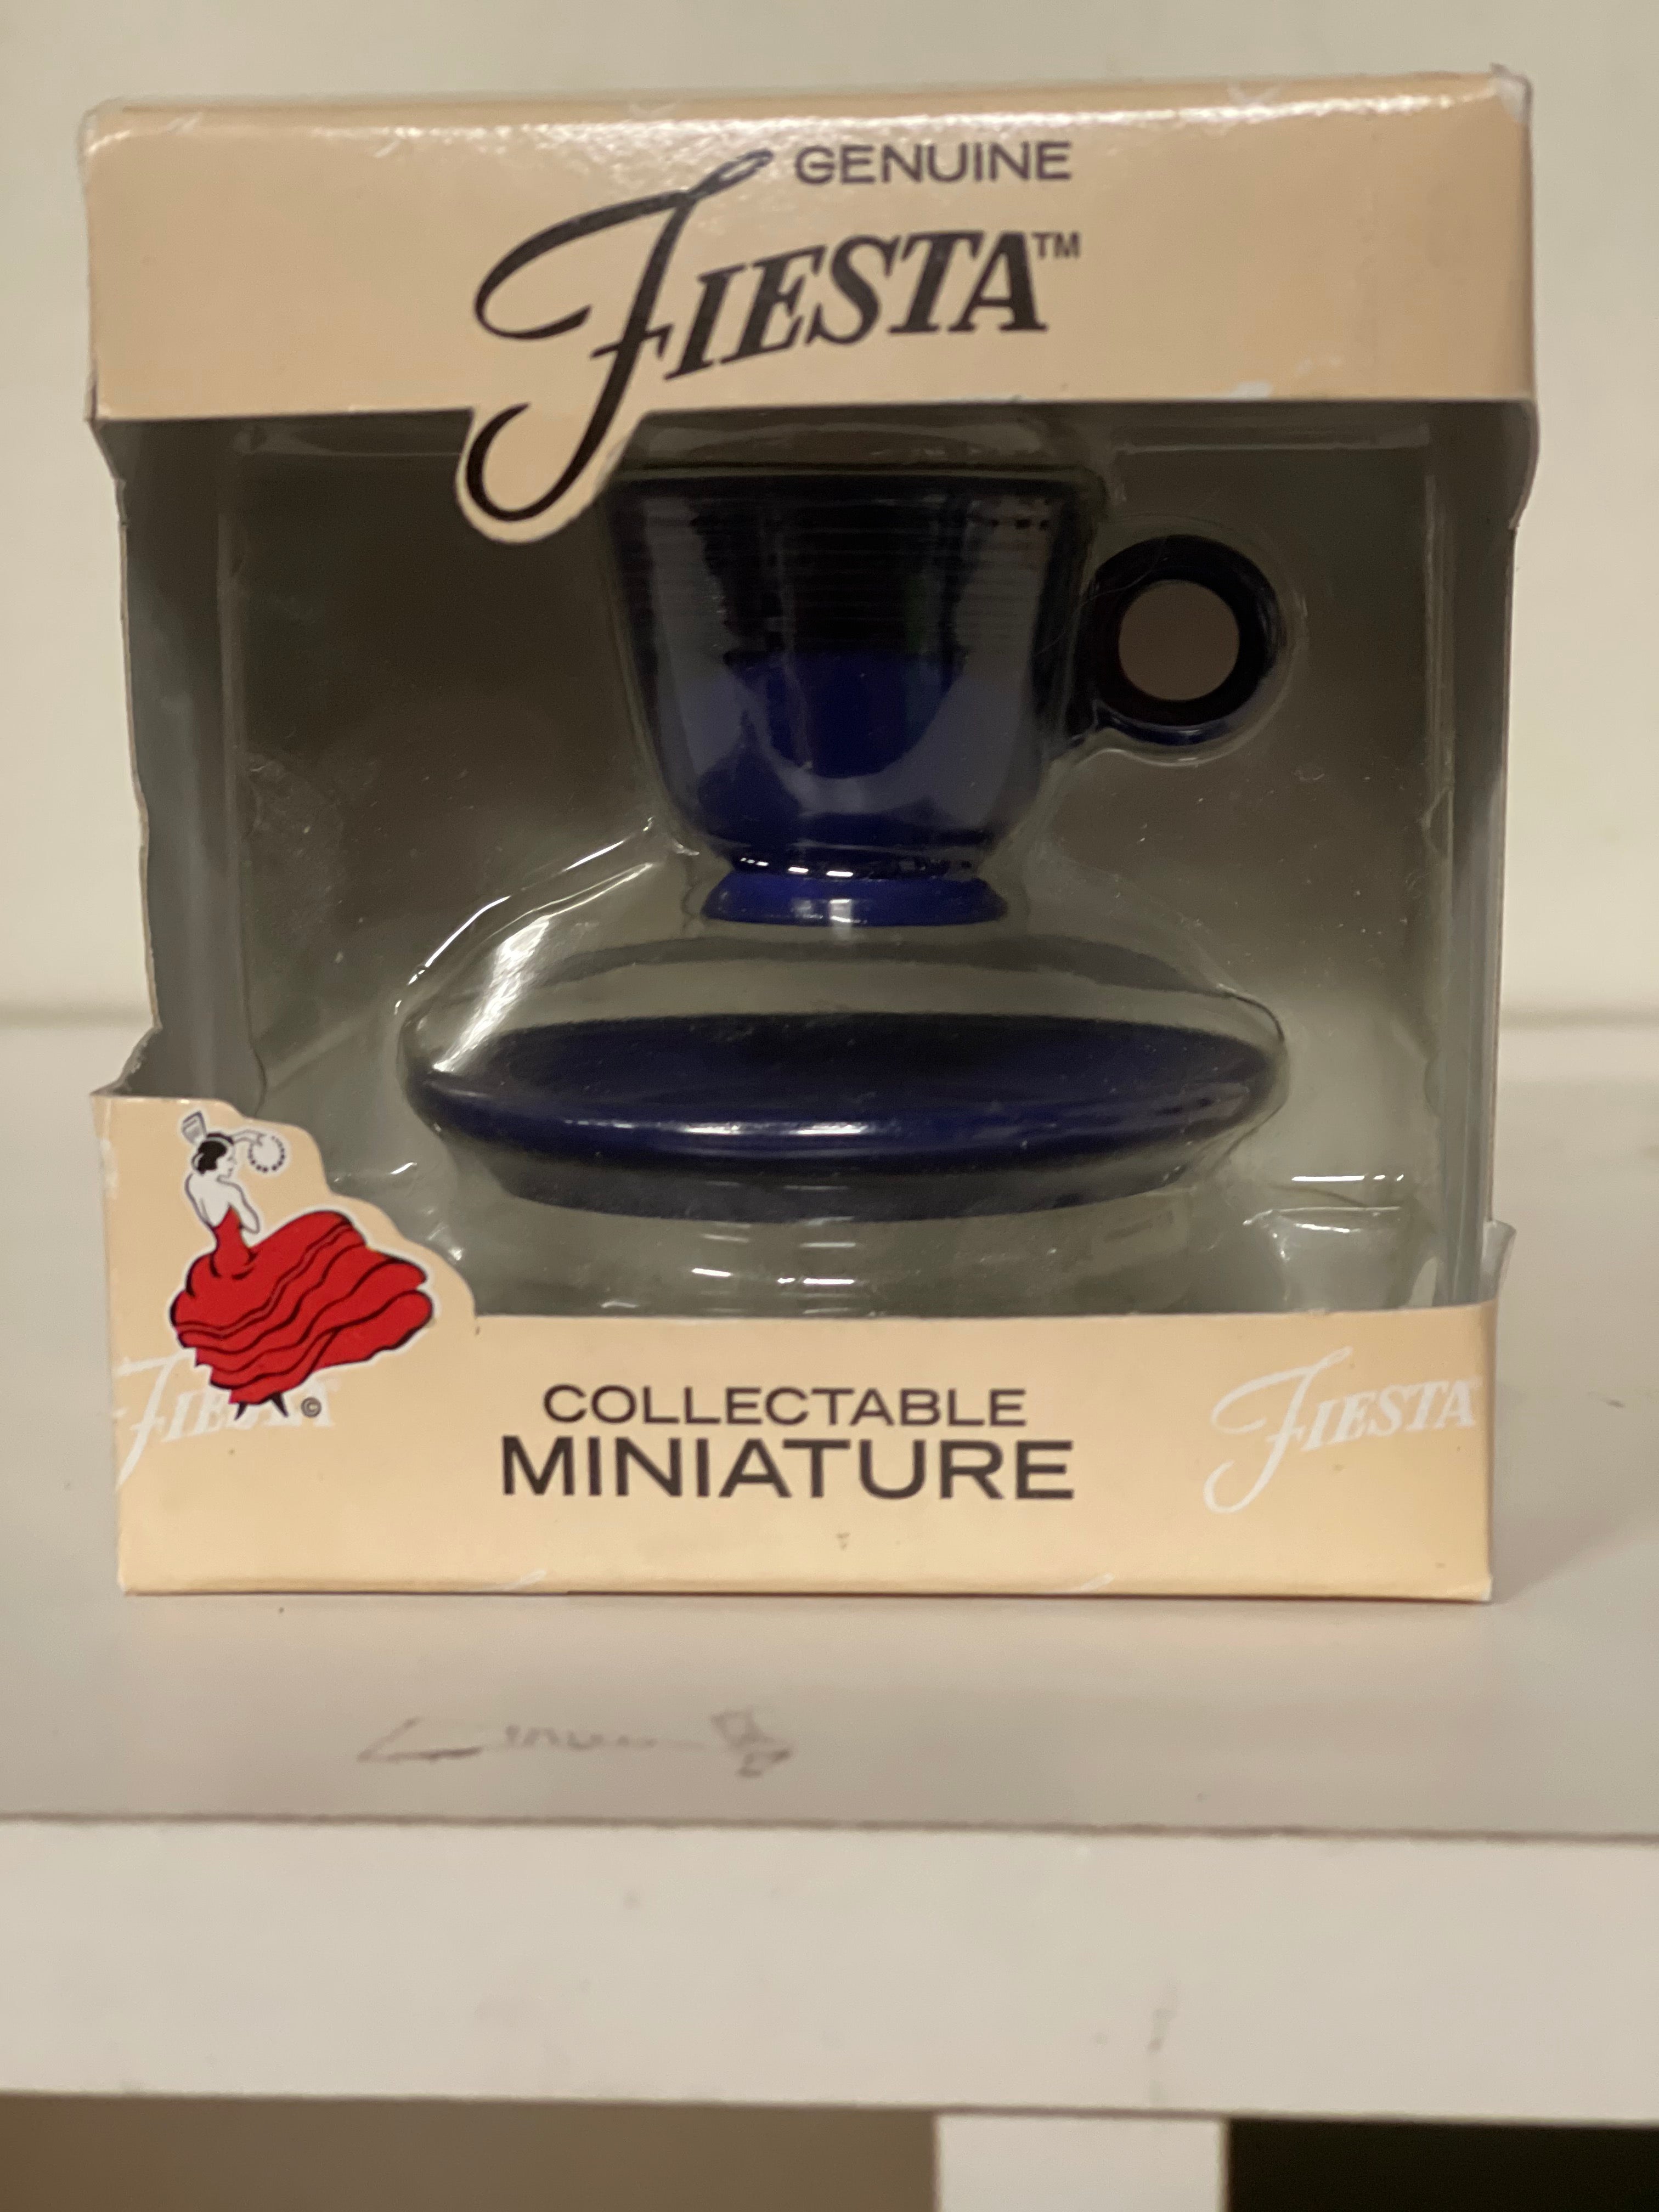 GENUINE
FIESTA™
©
COLLECTABLE
MINIATURE
FIESTA
FIESTA